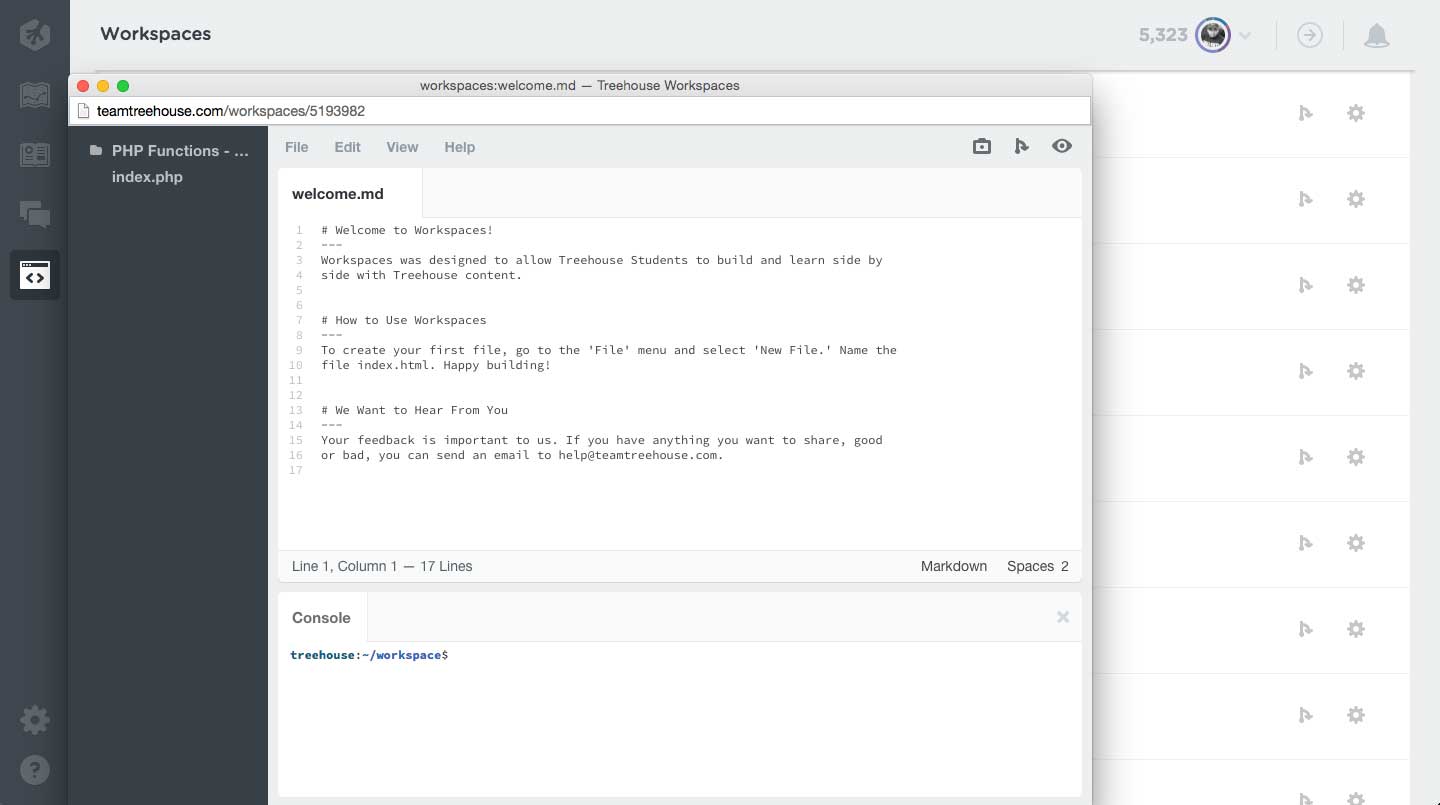 Workspaces
5,323
workspaces:welcome.md — Treehouse Workspaces
teamtreehouse.com/workspaces/5193982
PHP Functions - ...
index.php
File Edit View Help
welcome.md
1 # Welcome to Workspaces!
2 ---
3 Workspaces was designed to allow Treehouse Students to build and learn side by
4 side with Treehouse content.
5
6
7 # How to Use Workspaces
8 ---
9 To create your first file, go to the 'File' menu and select 'New File.' Name the
10 file index.html. Happy building!
11
12
13 # We Want to Hear From You
14 ---
15 Your feedback is important to us. If you have anything you want to share, good
16 or bad, you can send an email to help@teamtreehouse.com.
17
Line 1, Column 1 — 17 Lines Markdown Spaces 2
Console
treehouse:~/workspace$